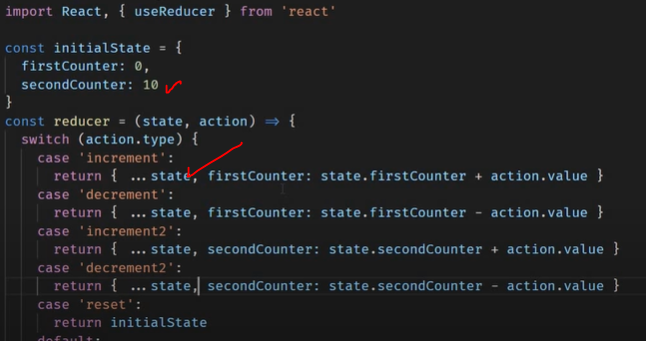 import React, { useReducer } from 'react'
const initialState = {
firstCounter: 0,
secondCounter: 10
}
const reducer = (state, action) => {
switch (action.type) {
case 'increment':
return { ...state, firstCounter: state.firstCounter + action.value }
case 'decrement':
return { ...state, firstCounter: state.firstCounter - action.value }
case 'increment2':
return { ...state, secondCounter: state.secondCounter + action.value }
case 'decrement2':
return { ...state, secondCounter: state.secondCounter - action.value }
case 'reset':
return initialState
default: